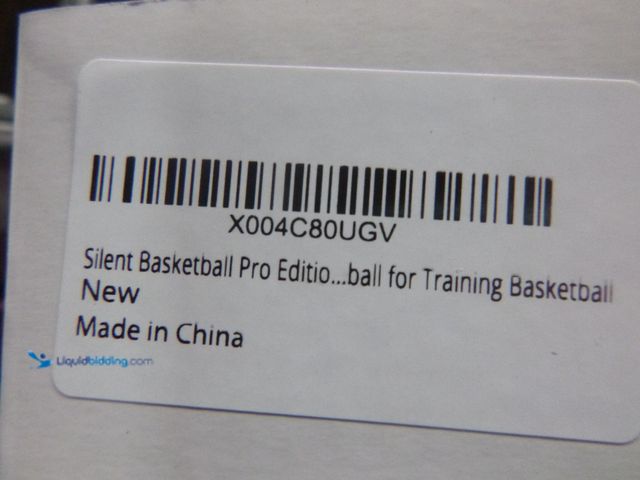 X004C80UGV
Silent Basketball Pro Editio...ball for Training Basketball
New
Made in China
Liquidbidding.com